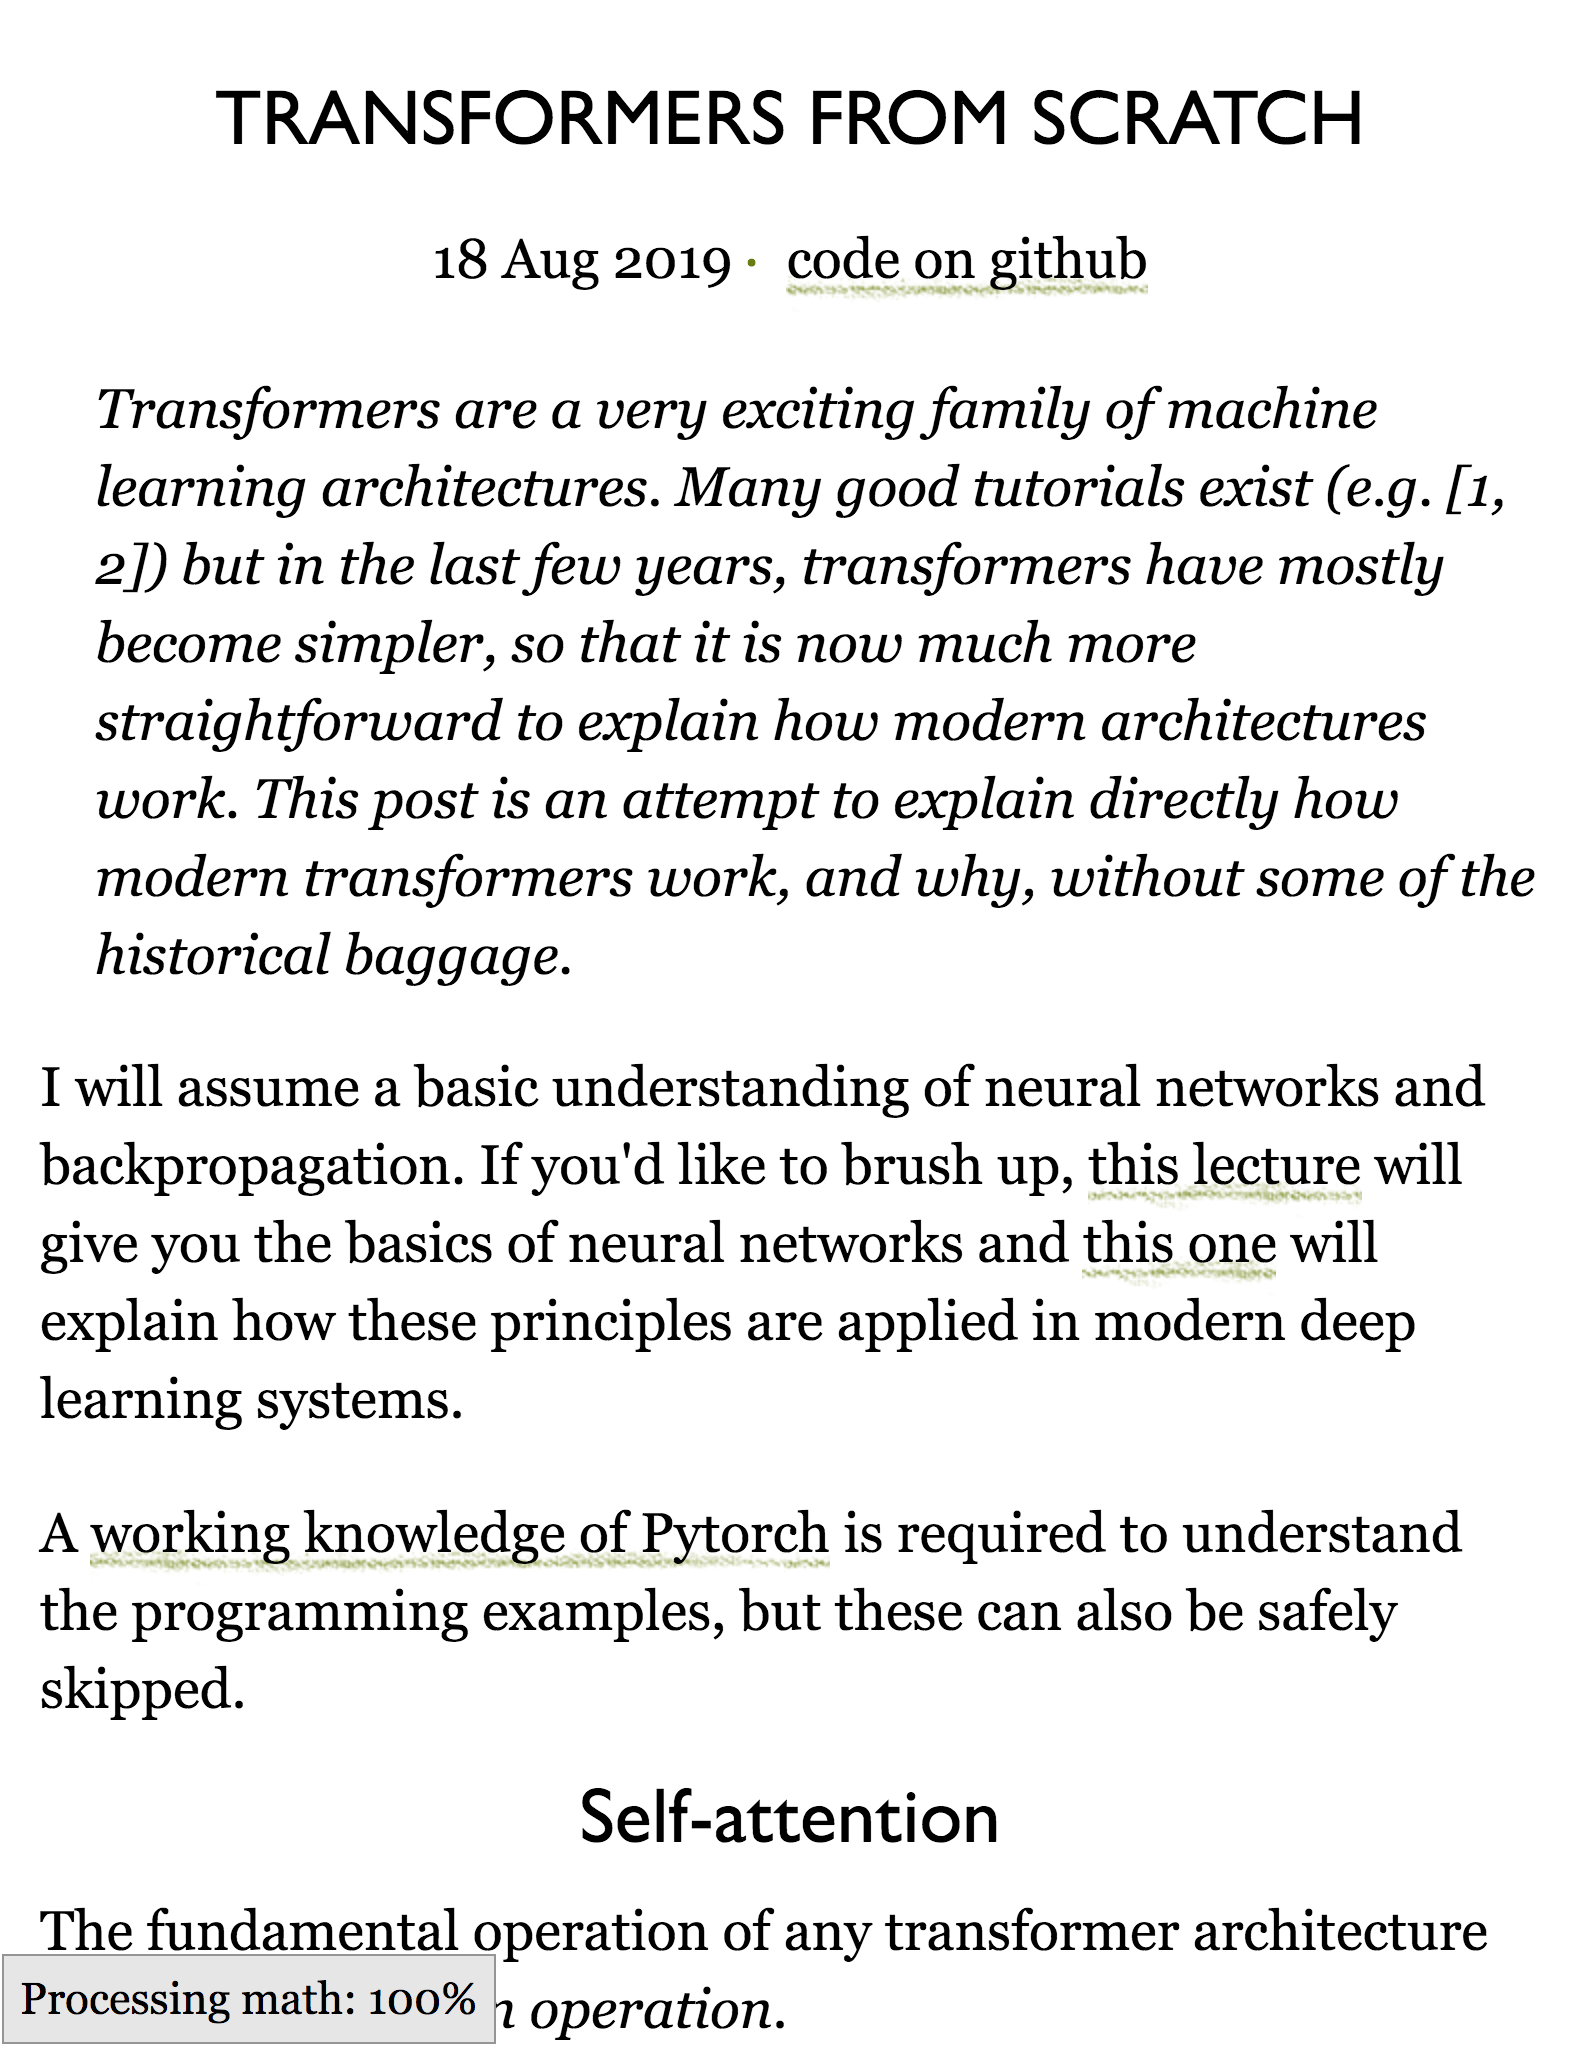 TRANSFORMERS FROM SCRATCH
18 Aug 2019 · code on github
Transformers are a very exciting family of machine
learning architectures. Many good tutorials exist (e.g. [1,
2]) but in the last few years, transformers have mostly
become simpler, so that it is now much more
straightforward to explain how modern architectures
work. This post is an attempt to explain directly how
modern transformers work, and why, without some of the
historical baggage.
I will assume a basic understanding of neural networks and
backpropagation. If you'd like to brush up, this lecture will
give you the basics of neural networks and this one will
explain how these principles are applied in modern deep
learning systems.
A working knowledge of Pytorch is required to understand
the programming examples, but these can also be safely
skipped.
Self-attention
The fundamental operation of any transformer architecture
operation.
Processing math: 100%